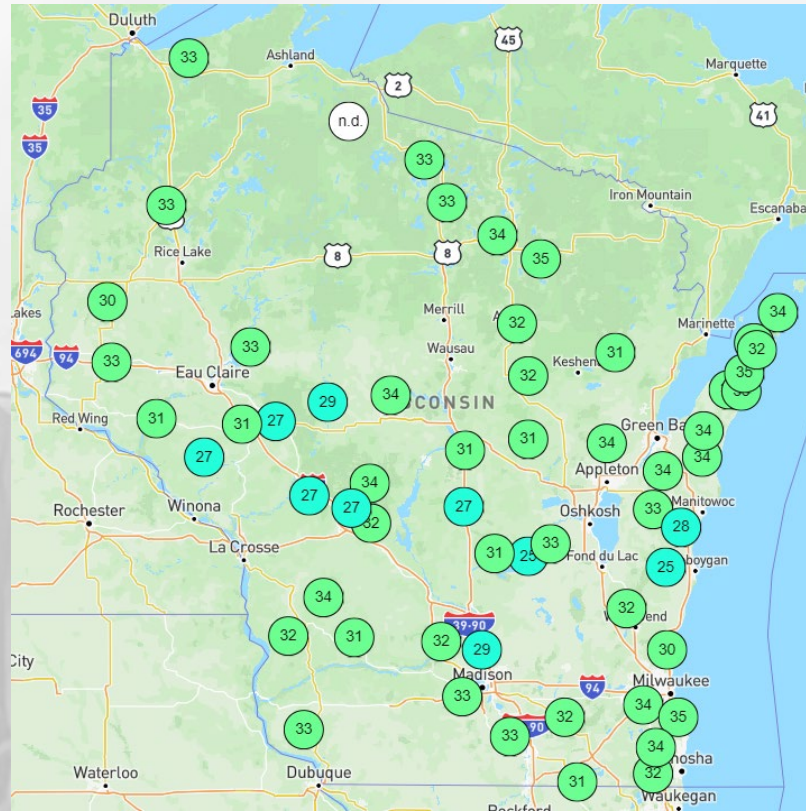 Duluth
45
33
Ashland
Marquette
2
35
n.d.
41
35
33
33
33
Iron Mountain
Escanaba
34
Rice Lake
8
8
35
30
34
Lakes
Merrill
32
Marinette
694
94
33
33
Wausau
31
32
Keshena
32
35
Eau Claire
29
34
CONSIN
Red Wing
31
31
27
31
34
Green Ba
34
27
31
34
34
Appleton
27
34
Rochester
Winona
27
27
33
Manitowoc
32
Oshkosh
28
La Crosse
31
25
33
Fond du Lac
25
boygan
34
32
end
39-90
32
31
32
29
30
City
Madison
94
Milwaukee
33
34
35
33
33
90
32
34
Waterloo
Dubuque
31
32
nosha
Rockford
Waukegan